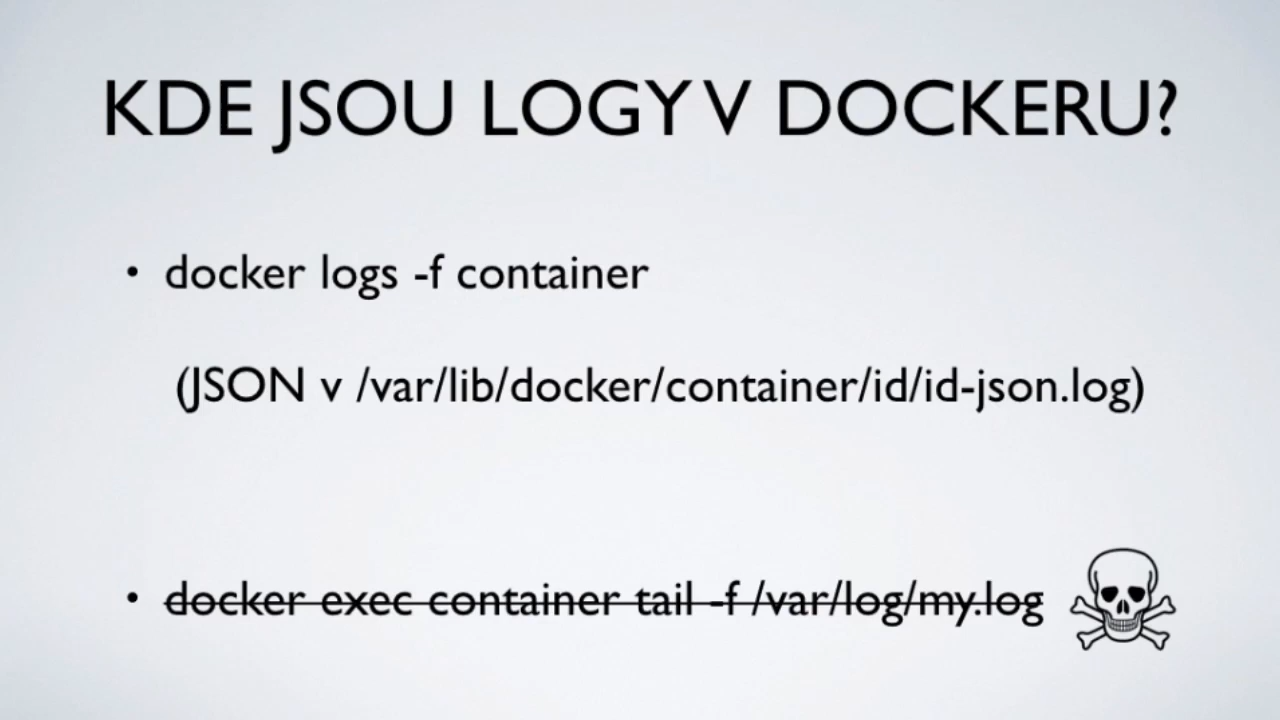 KDE JSOU LOGY V DOCKERU?
• docker logs -f container
(JSON v /var/lib/docker/container/id/id-json.log)
• docker exec container tail -f /var/log/my.log